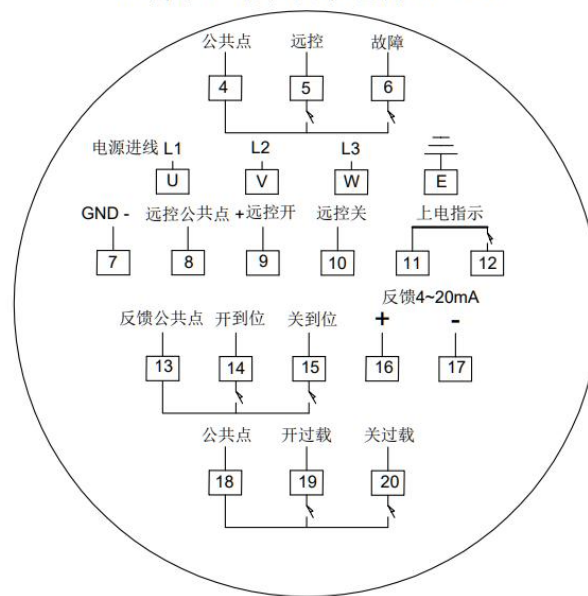 公共点 远控 故障
4 5 6
电源进线 L1 L2 L3
U V W E
GND - 远控公共点 + 远控开 远控关 上电指示
7 8 9 10 11 12
反馈4~20mA
反馈公共点 开到位 关到位 + -
13 14 15 16 17
公共点 开过载 关过载
18 19 20